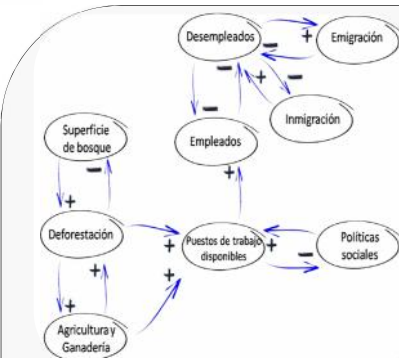 Desempleados
Emigración
Inmigración
Empleados
Superficie
de bosque
Deforestación
Puestos de trabajo
disponibles
Políticas
sociales
Agricultura y
Ganadería
+
−
−
+
−
−
−
+
−
+
+
+
+
+
−
+
+